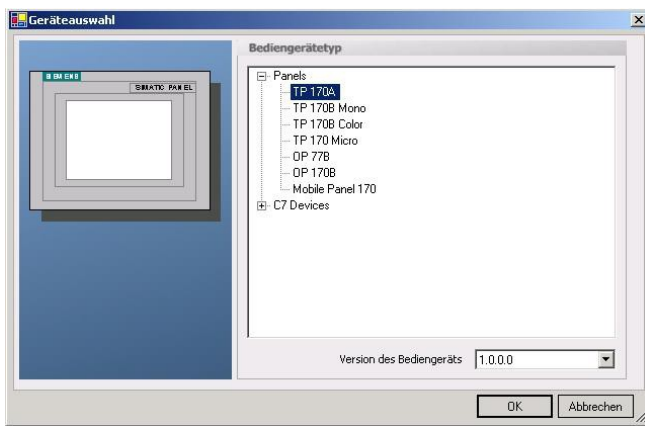 Geräteauswahl
SIEMENS
SIMATIC PANEL
Bediengerätetyp
Panels
TP 170A
TP 170B Mono
TP 170B Color
TP 170 Micro
OP 77B
OP 170B
Mobile Panel 170
C7 Devices
Version des Bediengeräts 1.0.0.0
OK Abbrechen